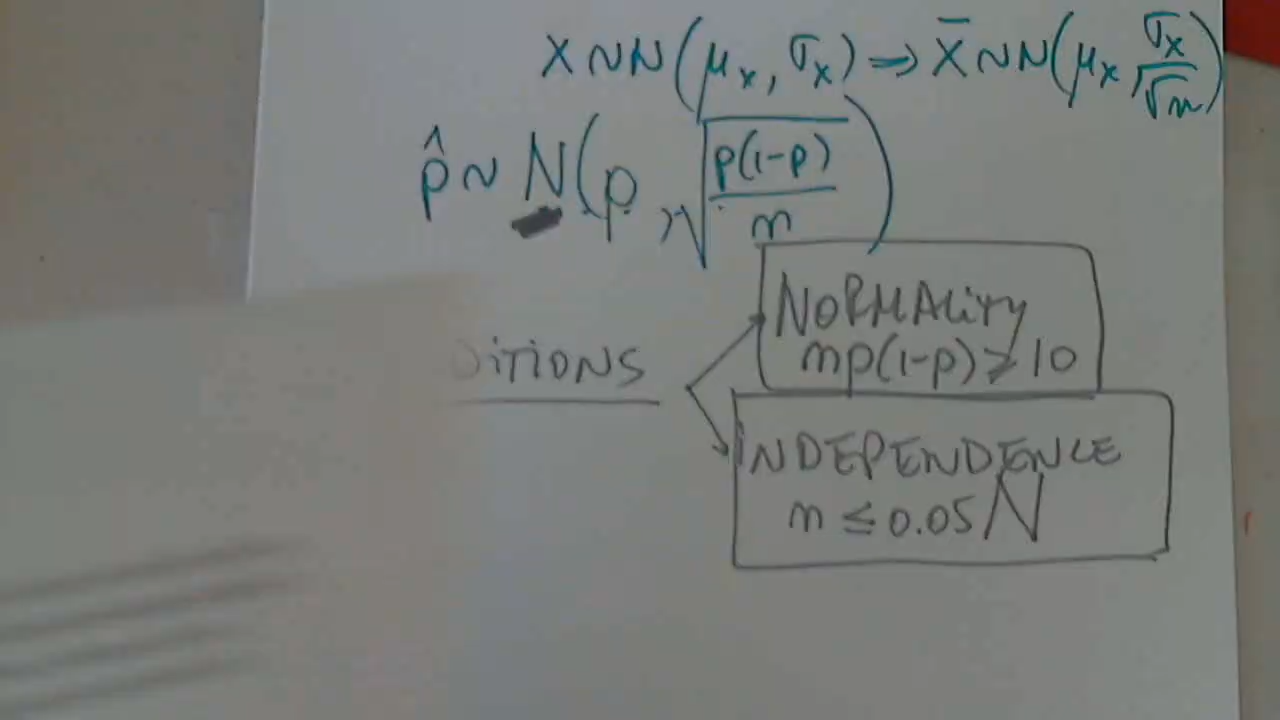 X ~ N(μx, σx) ⇒ X̄ ~ N(μx, σx/√n)
p̂ ~ N(p, √(p(1-p)/n))
NORMALITY
np(1-p) ≥ 10
DITIONS
INDEPENDENCE
n ≤ 0.05 N